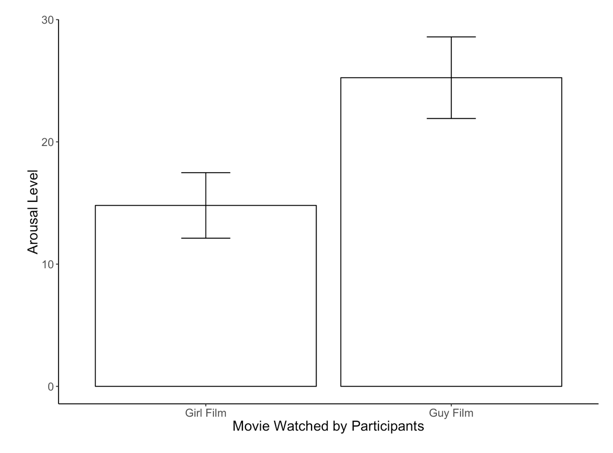 30
20
10
0
Arousal Level
Girl Film
Guy Film
Movie Watched by Participants